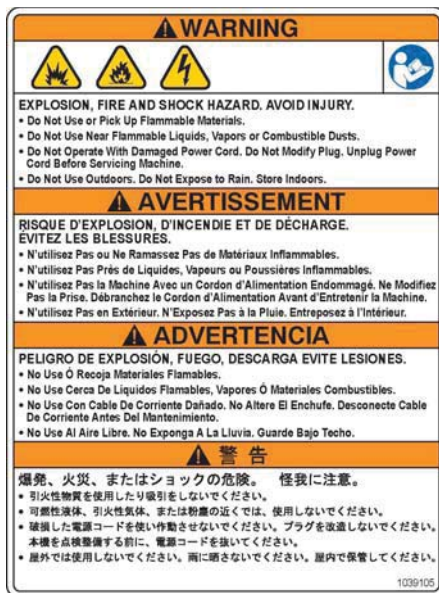 WARNING
EXPLOSION, FIRE AND SHOCK HAZARD. AVOID INJURY.
• Do Not Use or Pick Up Flammable Materials.
• Do Not Use Near Flammable Liquids, Vapors or Combustible Dusts.
• Do Not Operate With Damaged Power Cord. Do Not Modify Plug. Unplug Power
Cord Before Servicing Machine.
• Do Not Use Outdoors. Do Not Expose to Rain. Store Indoors.
AVERTISSEMENT
RISQUE D'EXPLOSION, D'INCENDIE ET DE DÉCHARGE.
ÉVITEZ LES BLESSURES.
• N'utilisez Pas ou Ne Ramassez Pas de Matériaux Inflammables.
• N'utilisez Pas Près de Liquides, Vapeurs ou Poussières Inflammables.
• N'utilisez Pas la Machine Avec un Cordon d'Alimentation Endommagé. Ne Modifiez
Pas la Prise. Débranchez le Cordon d'Alimentation Avant d'Entretenir la Machine.
• N'utilisez Pas en Extérieur. N'Exposez Pas à la Pluie. Entreposez à l'Intérieur.
ADVERTENCIA
PELIGRO DE EXPLOSIÓN, FUEGO, DESCARGA EVITE LESIONES.
• No Use Ó Recoja Materiales Flamables.
• No Use Cerca De Liquidos Flamables, Vapores Ó Materiales Combustibles.
• No Use Con Cable De Corriente Dañado. No Altere El Enchufe. Desconecte Cable
De Corriente Antes Del Mantenimiento.
• No Use Al Aire Libre. No Exponga A La Lluvia. Guarde Bajo Techo.
警告
爆発、火災、またはショックの危険。 怪我に注意。
• 引火性物質を使用したり吸引をしないでください。
• 可燃性液体、引火性気体、または粉塵の近くでは、使用しないでください。
• 破損した電源コードを使い作動させないでください。プラグを改造しないでください。
本機を点検整備する前に、電源コードを抜いてください。
• 屋外では使用しないでください。雨に晒さないでください。屋内で保管してください。
1039105